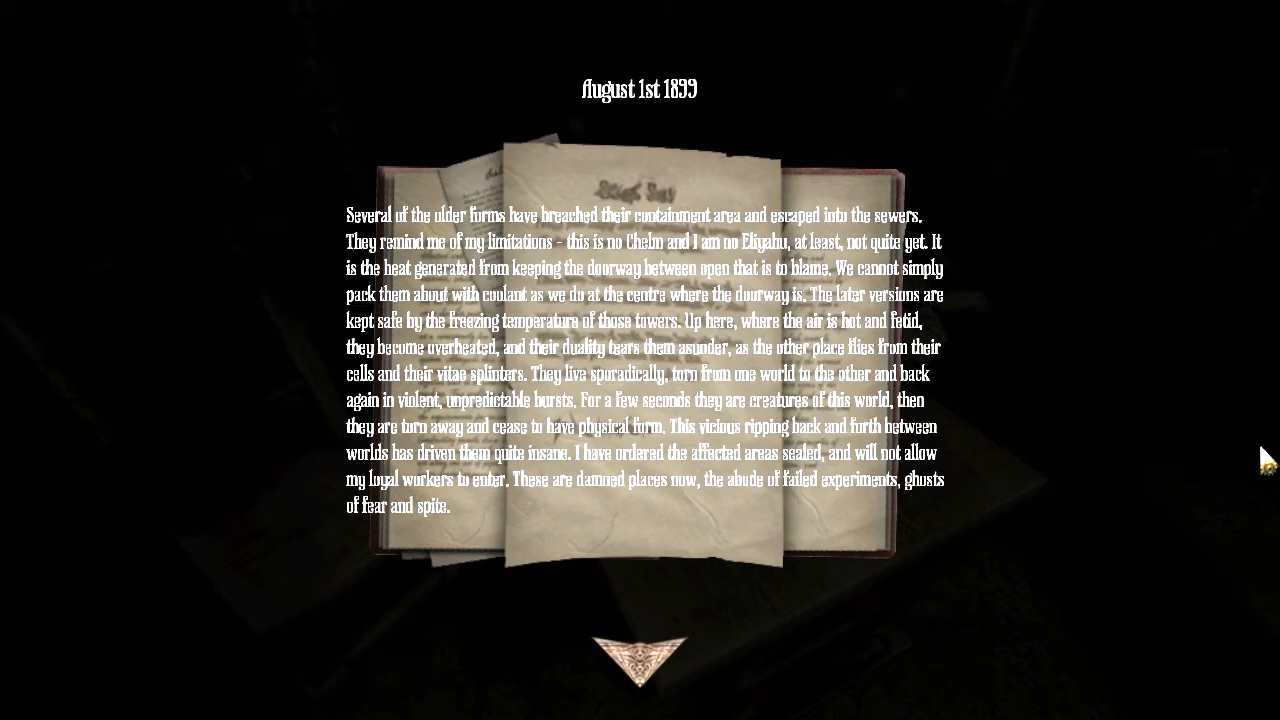 August 1st 1899
Several of the older forms have breached their containment area and escaped into the sewers.
They remind me of my limitations - this is no Chelm and I am no Eliyahu, at least, not quite yet. It
is the heat generated from keeping the doorway between open that is to blame. We cannot simply
pack them about with coolant as we do at the centre where the doorway is. The later versions are
kept safe by the freezing temperature of those towers. Up here, where the air is hot and fetid,
they become overheated, and their duality tears them asunder, as the other place flies from their
cells and their vitae splinters. They live sporadically, torn from one world to the other and back
again in violent, unpredictable bursts. For a few seconds they are creatures of this world, then
they are torn away and cease to have physical form. This vicious ripping back and forth between
worlds has driven them quite insane. I have ordered the affected areas sealed, and will not allow
my loyal workers to enter. These are damned places now, the abode of failed experiments, ghosts
of fear and spite.